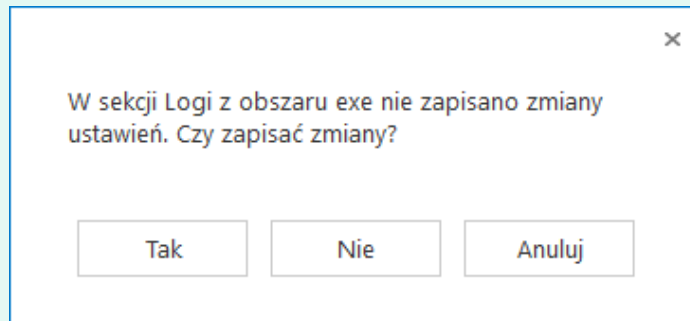 W sekcji Logi z obszaru exe nie zapisano zmiany
ustawień. Czy zapisać zmiany?
Tak
Nie
Anuluj